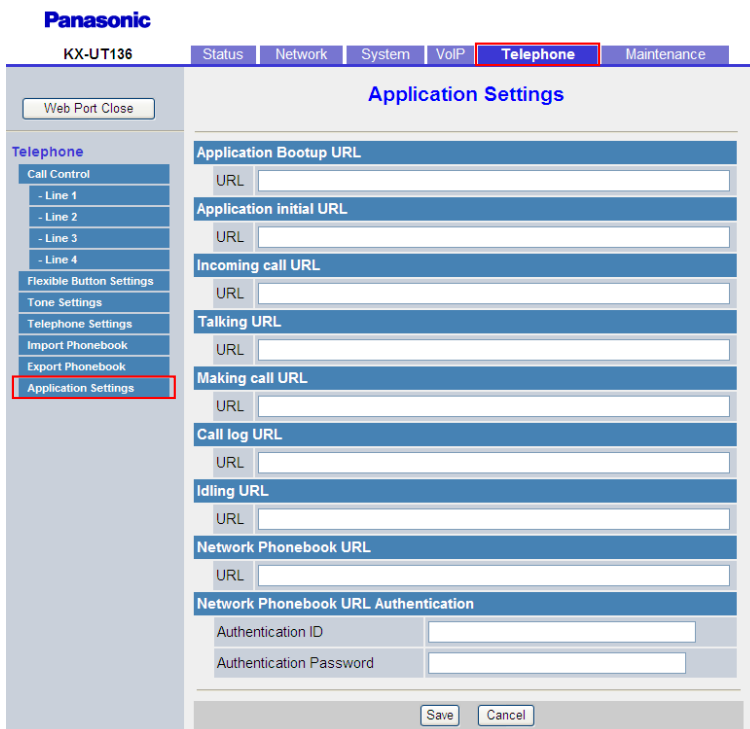 Panasonic
KX-UT136
Status Network System VoIP Telephone Maintenance
Web Port Close
Telephone
Call Control
- Line 1
- Line 2
- Line 3
- Line 4
Flexible Button Settings
Tone Settings
Telephone Settings
Import Phonebook
Export Phonebook
Application Settings
Application Settings
Application Bootup URL
URL
Application initial URL
URL
Incoming call URL
URL
Talking URL
URL
Making call URL
URL
Call log URL
URL
Idling URL
URL
Network Phonebook URL
URL
Network Phonebook URL Authentication
Authentication ID
Authentication Password
Save Cancel